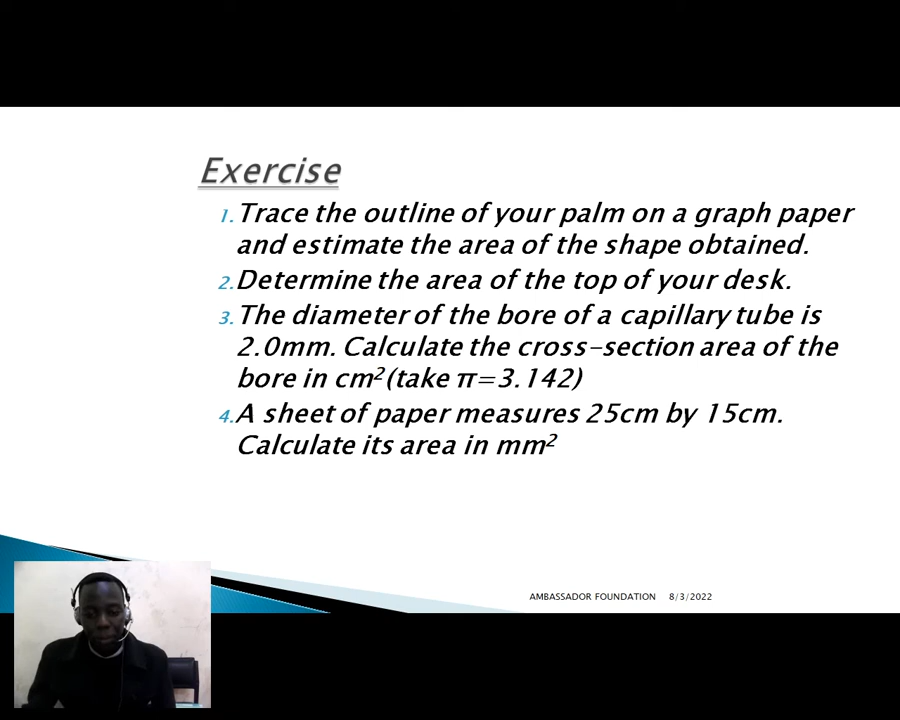 Exercise
1. Trace the outline of your palm on a graph paper
and estimate the area of the shape obtained.
2. Determine the area of the top of your desk.
3. The diameter of the bore of a capillary tube is
2.0mm. Calculate the cross-section area of the
bore in cm²(take π=3.142)
4. A sheet of paper measures 25cm by 15cm.
Calculate its area in mm²
AMBASSADOR FOUNDATION 8/3/2022